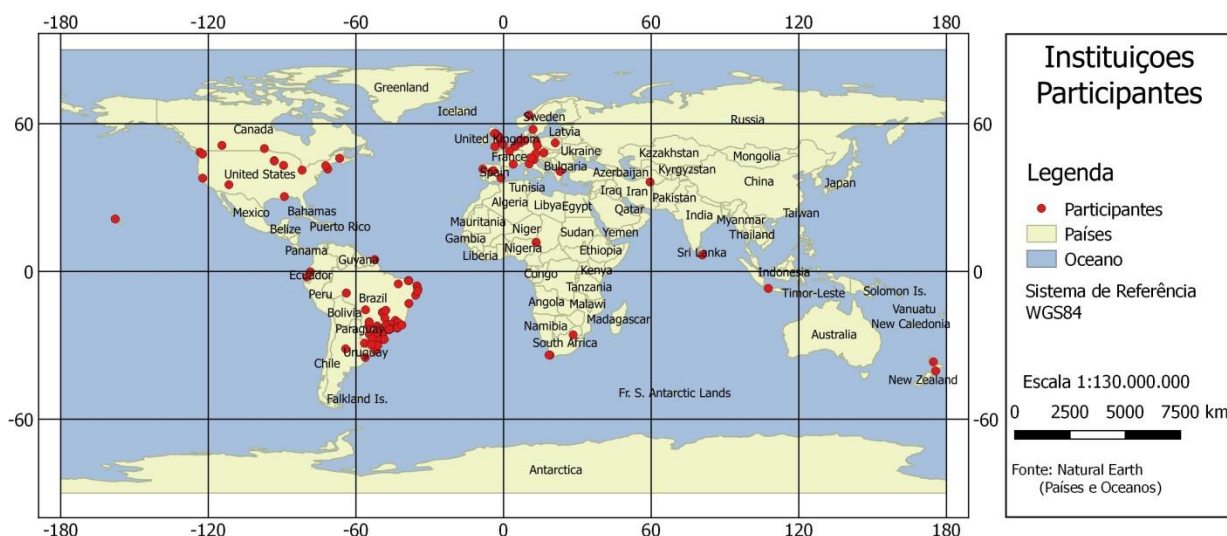 -180 -120 -60 0 60 120 180
Greenland
Iceland
Sweden
60 60
Canada
United Kingdom Latvia
Russia
France Ukraine
Kazakhstan Mongolia
United States
Spain Bulgaria Azerbaijan Kyrgyzstan
China Japan
Tunisia
Iraq Iran
Mexico Bahamas
Algeria Libya Egypt Qatar Pakistan
India Taiwan
Belize Puerto Rico
Mauritania Niger
Myanmar
Gambia Sudan Yemen Thailand
Panamá
Liberia Nigeria Ethiopia
Guyana Sri Lanka
0 0
Ecuador
Congo Kenya
Indonesia
Peru Brazil
Tanzania
Timor-Leste Solomon Is.
Bolivia
Angola Malawi
Vanuatu
Paraguay
Namibia Madagascar
New Caledonia
South Africa Australia
Chile Uruguay
New Zealand
Falkland Is. Fr. S. Antarctic Lands
-60 -60
Antarctica
-180 -120 -60 0 60 120 180
Instituiçoes
Participantes
Legenda
Participantes
Países
Oceano
Sistema de Referência
WGS84
Escala 1:130.000.000
0 2500 5000 7500 km
Fonte: Natural Earth
(Países e Oceanos)